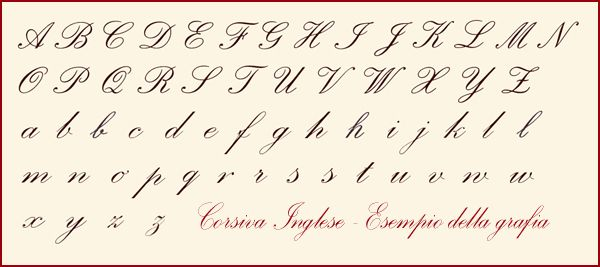 A B C D E F G H I J K L M N
O P Q R S T U V W X Y Z
a b b c d e f g h h i j k l l
m n o p q r r s s t u v w w
x y z z Corsiva Inglese - Esempio della grafia